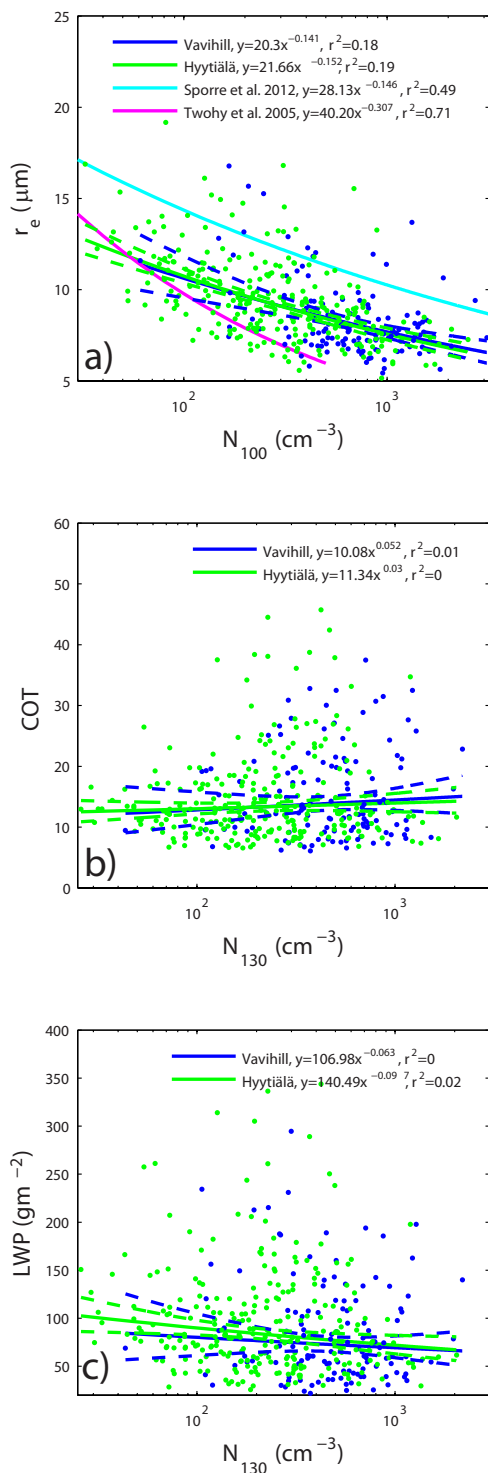 25
20
15
10
5
r_e (μm)
Vavihill, y=20.3x^−0.141, r^2=0.18
Hyytiälä, y=21.66x^−0.152, r^2=0.19
Sporre et al. 2012, y=28.13x^−0.146, r^2=0.49
Twohy et al. 2005, y=40.20x^−0.307, r^2=0.71
a)
10^2
10^3
N_100 (cm^−3)
60
50
40
30
20
10
0
COT
Vavihill, y=10.08x^0.052, r^2=0.01
Hyytiälä, y=11.34x^0.03, r^2=0
b)
10^2
10^3
N_130 (cm^−3)
400
350
300
250
200
150
100
50
LWP (gm^−2)
Vavihill, y=106.98x^−0.063, r^2=0
Hyytiälä, y=140.49x^−0.09 7, r^2=0.02
c)
10^2
10^3
N_130 (cm^−3)